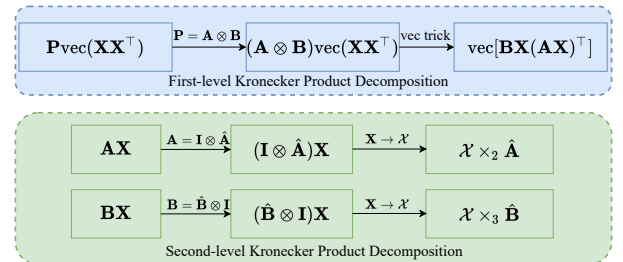 P vec(XX⊤) P = A ⊗ B (A ⊗ B)vec(XX⊤) vec trick vec[BX(AX)⊤]
First-level Kronecker Product Decomposition
AX A = I ⊗ Â (I ⊗ Â)X X → 𝒳 𝒳 ×₂ Â
BX B = B̂ ⊗ I (B̂ ⊗ I)X X → 𝒳 𝒳 ×₃ B̂
Second-level Kronecker Product Decomposition